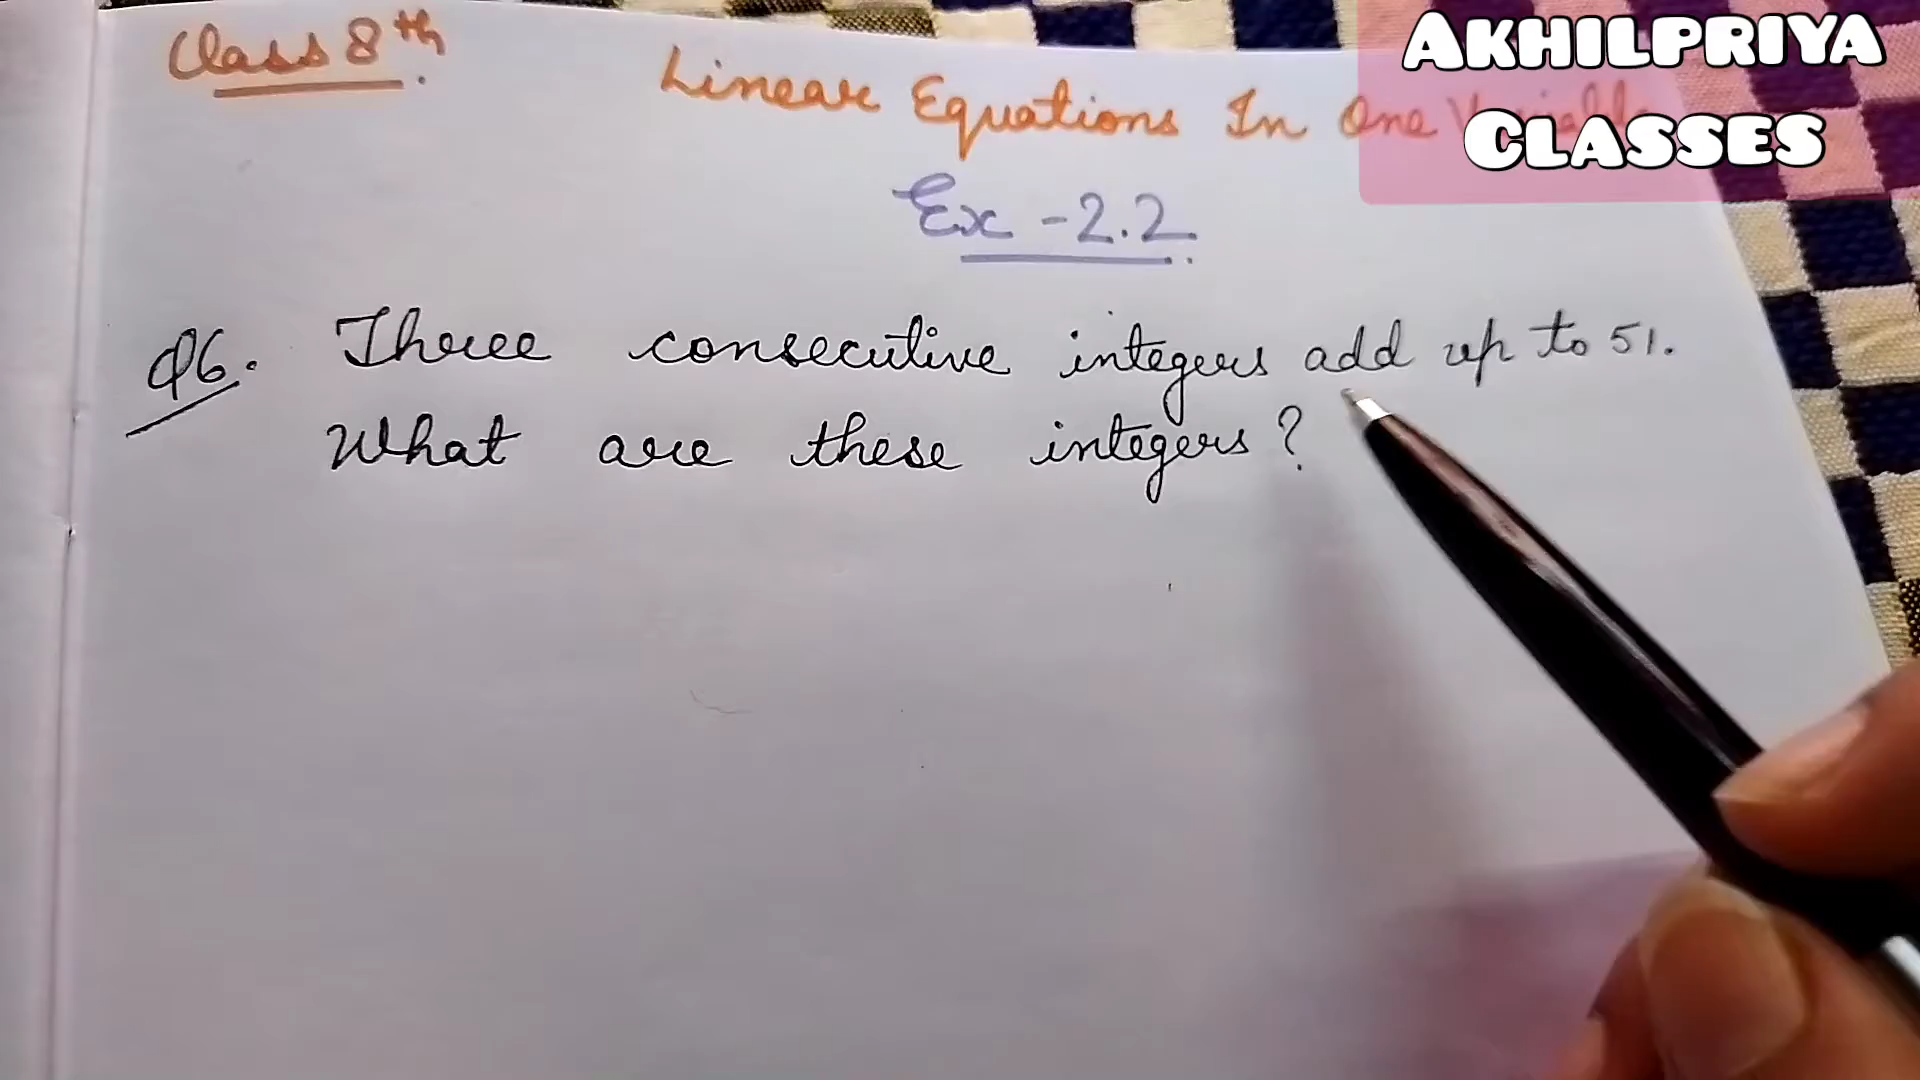 Class 8th
Linear Equations In One Variable
AKHILPRIYA
CLASSES
Ex - 2.2
Q6. Three consecutive integers add up to 51.
What are these integers?